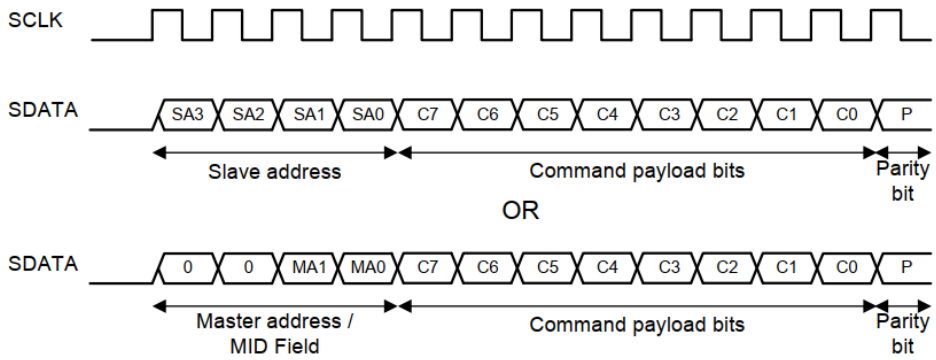 SCLK
SDATA SA3 SA2 SA1 SA0 C7 C6 C5 C4 C3 C2 C1 C0 P
Slave address Command payload bits Parity bit
OR
SDATA 0 0 MA1 MA0 C7 C6 C5 C4 C3 C2 C1 C0 P
Master address / MID Field Command payload bits Parity bit